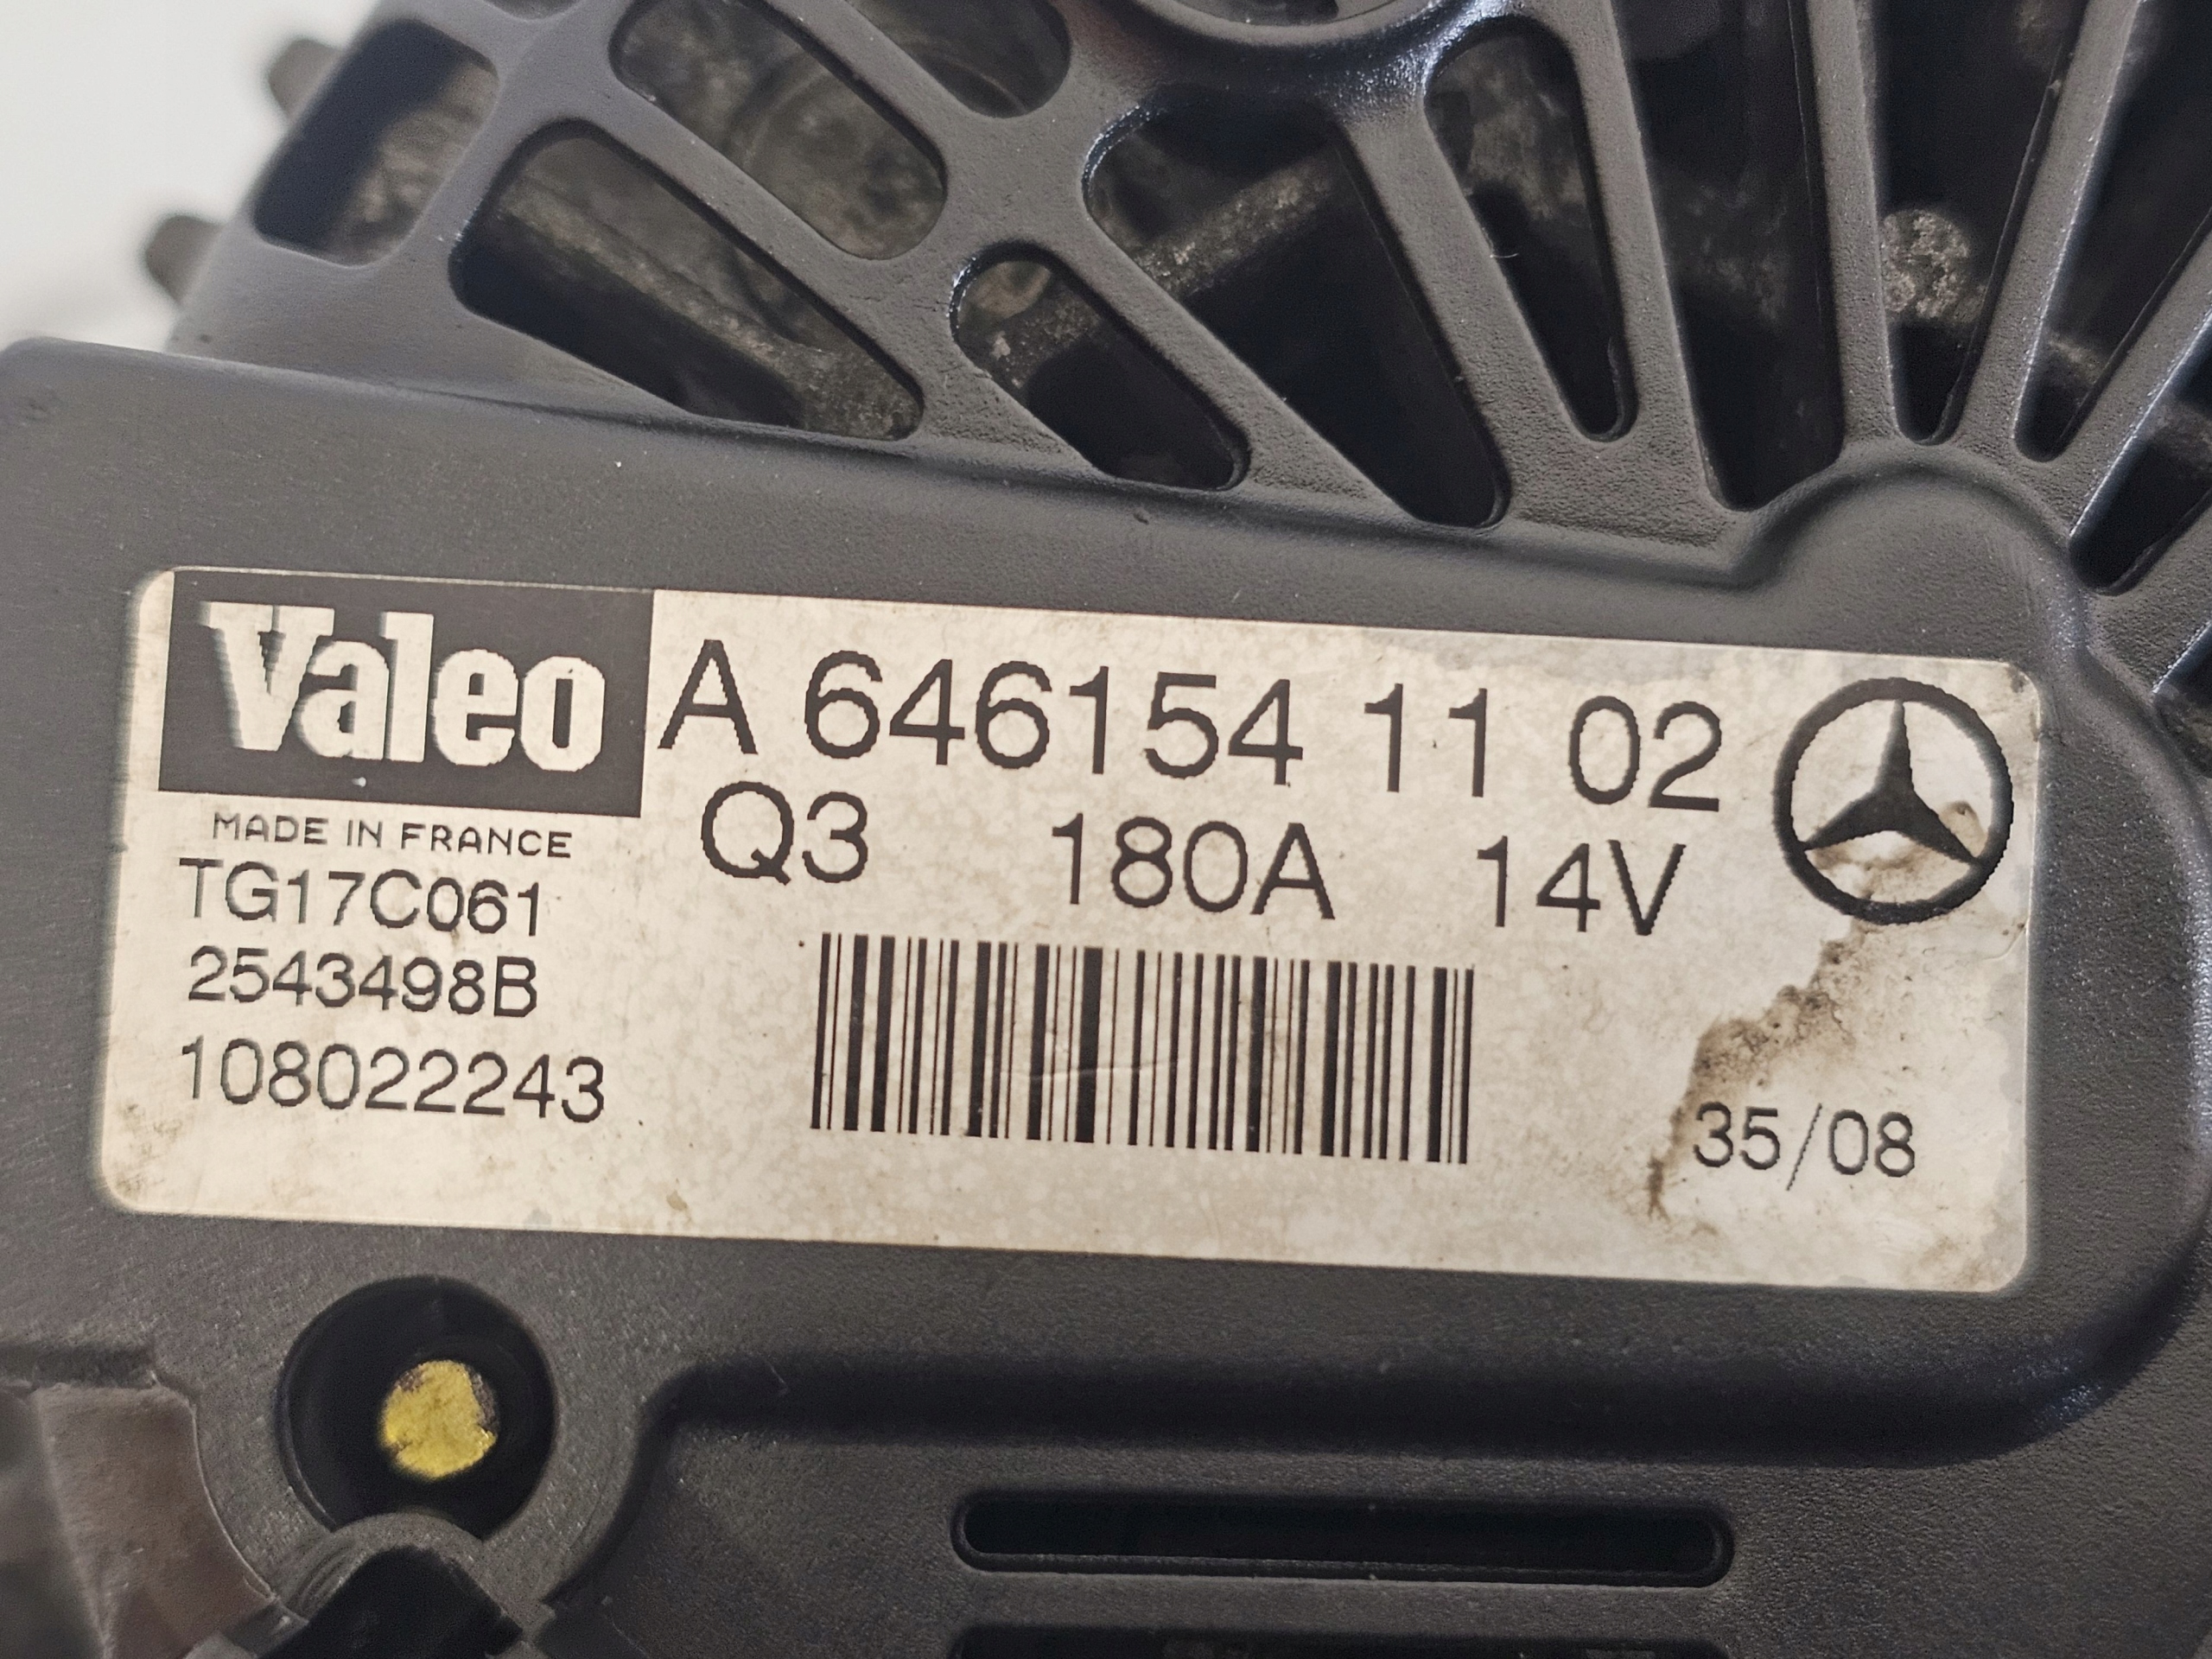 Valeo
A 646154 11 02
Q3 180A 14V
MADE IN FRANCE
TG17C061
2543498B
108022243
35/08